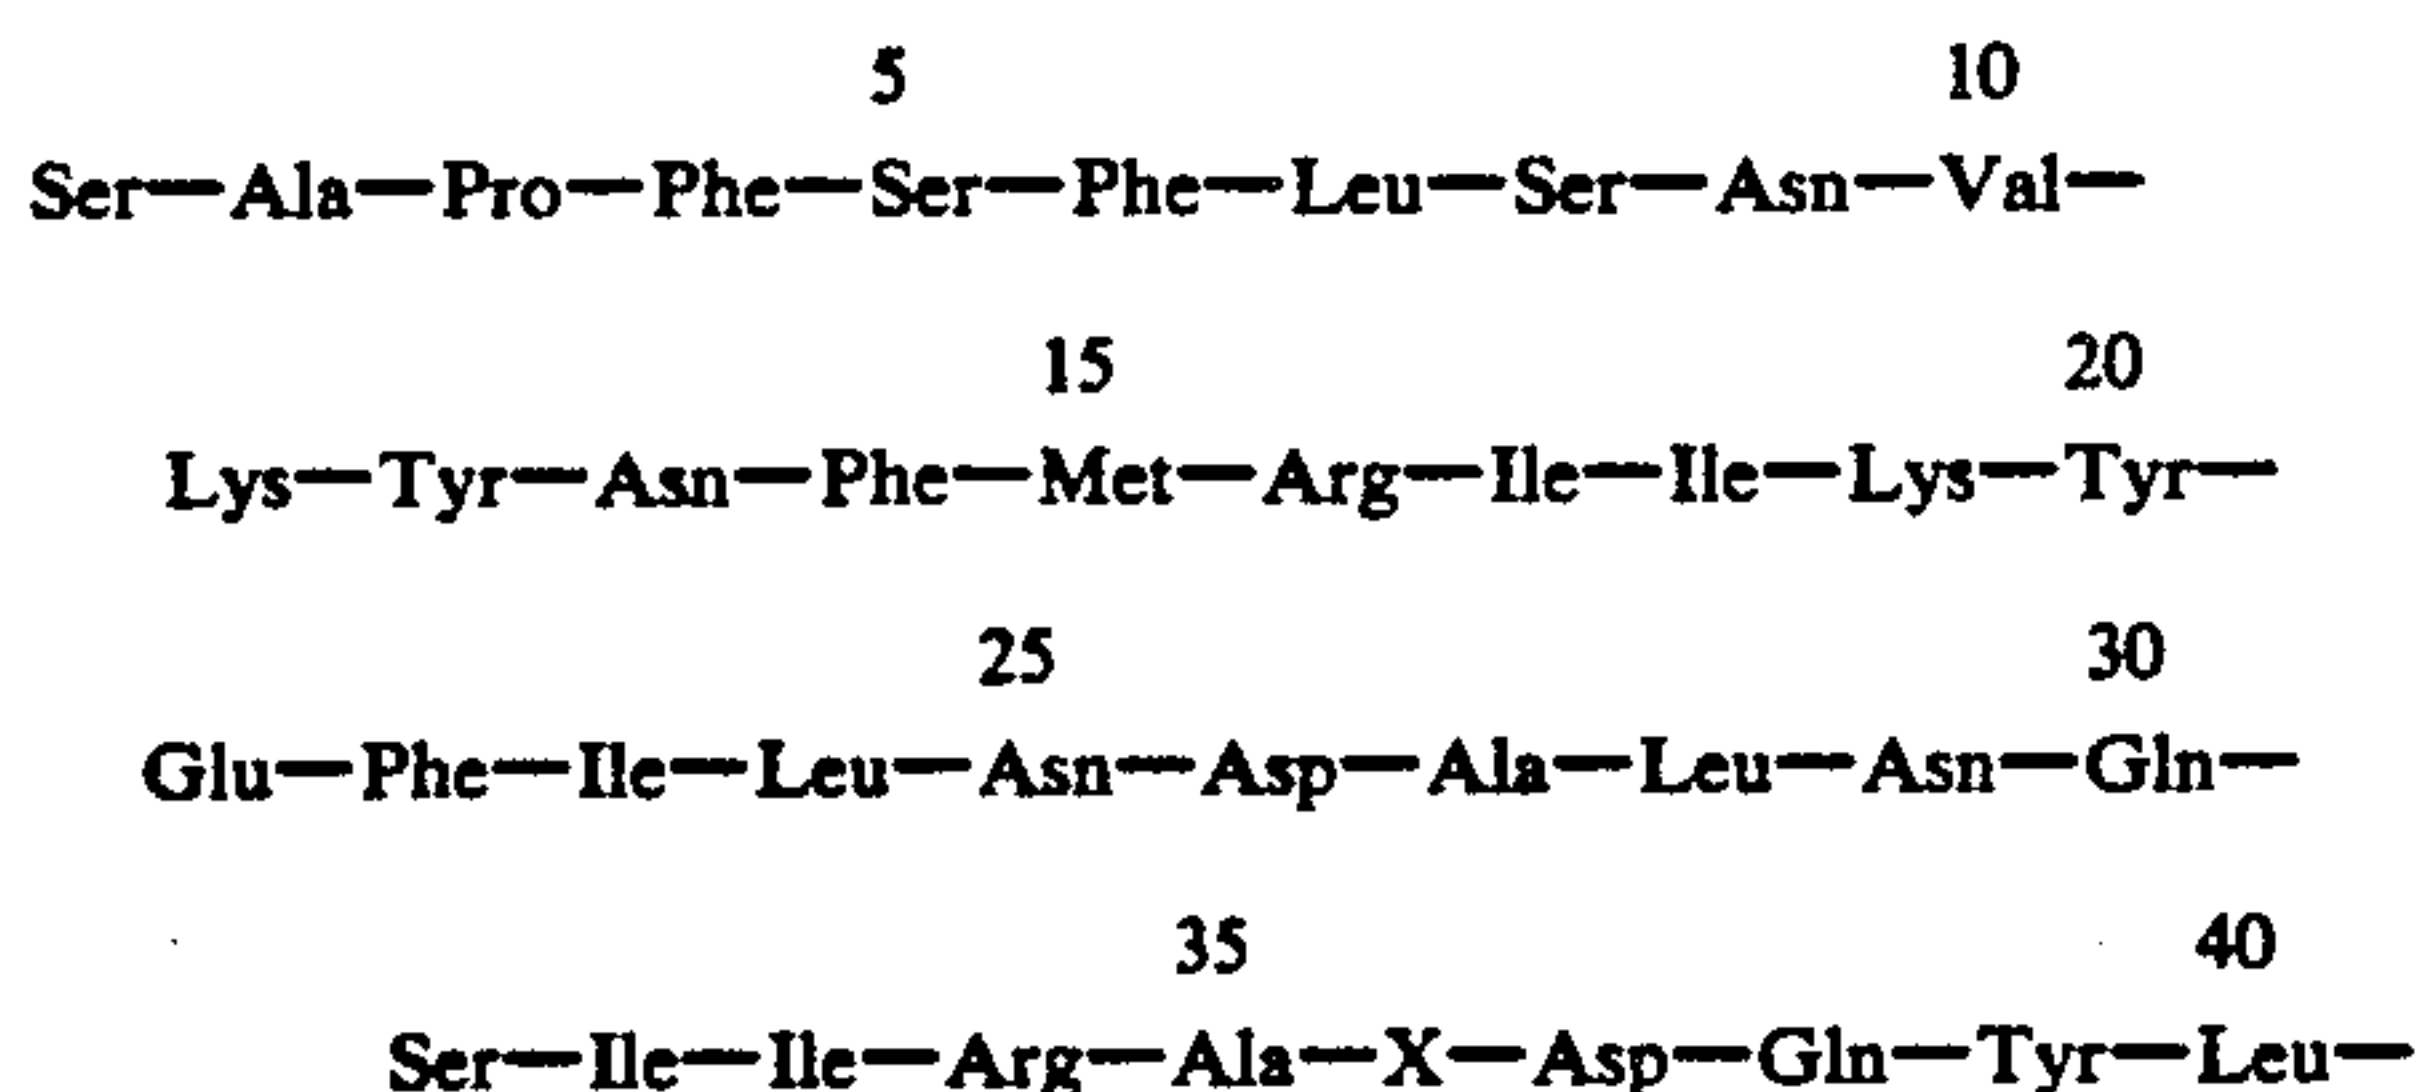 5 10
Ser—Ala—Pro—Phe—Ser—Phe—Leu—Ser—Asn—Val—
15 20
Lys—Tyr—Asn—Phe—Met—Arg—Ile—Ile—Lys—Tyr—
25 30
Glu—Phe—Ile—Leu—Asn—Asp—Ala—Leu—Asn—Gln—
35 40
Ser—Ile—Ile—Arg—Ala—X—Asp—Gln—Tyr—Leu—